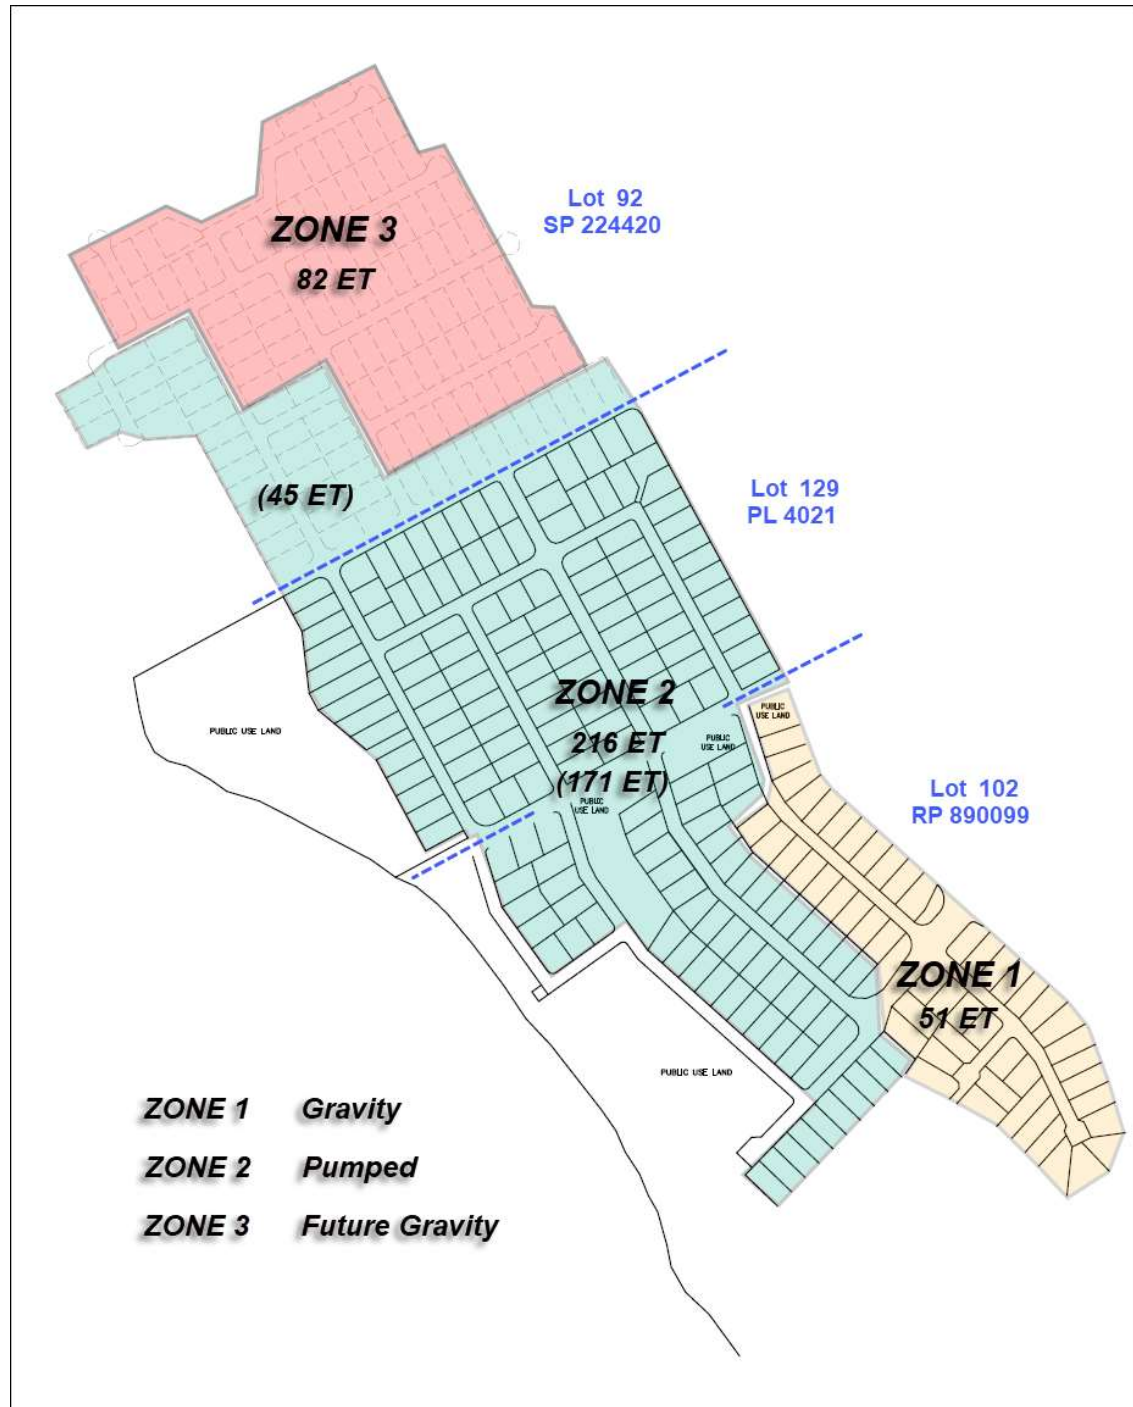 Lot 92
SP 224420
ZONE 3
82 ET
(45 ET)
Lot 129
PL 4021
ZONE 2
216 ET
(171 ET)
PUBLIC USE LAND
PUBLIC
USE LAND
PUBLIC
USE LAND
PUBLIC
USE LAND
Lot 102
RP 890099
ZONE 1
51 ET
PUBLIC USE LAND
ZONE 1 Gravity
ZONE 2 Pumped
ZONE 3 Future Gravity